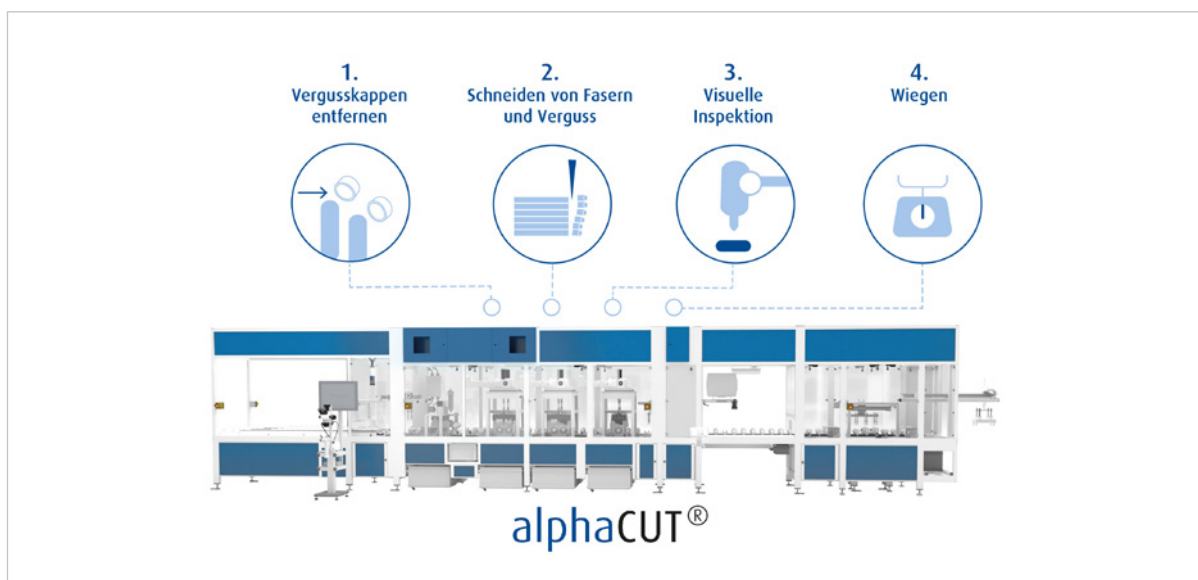 1.
Vergusskappen
entfernen
2.
Schneiden von Fasern
und Verguss
3.
Visuelle
Inspektion
4.
Wiegen
alphaCUT®